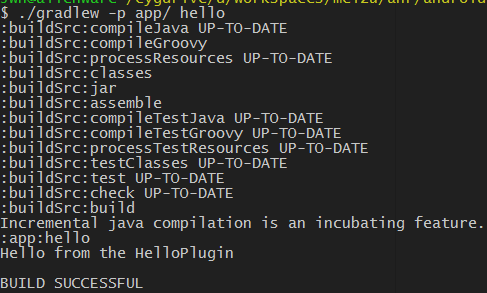 $ ./gradlew -p app/ hello
:buildSrc:compileJava UP-TO-DATE
:buildSrc:compileGroovy
:buildSrc:processResources UP-TO-DATE
:buildSrc:classes
:buildSrc:jar
:buildSrc:assemble
:buildSrc:compileTestJava UP-TO-DATE
:buildSrc:compileTestGroovy UP-TO-DATE
:buildSrc:processTestResources UP-TO-DATE
:buildSrc:testClasses UP-TO-DATE
:buildSrc:test UP-TO-DATE
:buildSrc:check UP-TO-DATE
:buildSrc:build
Incremental java compilation is an incubating feature.
:app:hello
Hello from the HelloPlugin
BUILD SUCCESSFUL